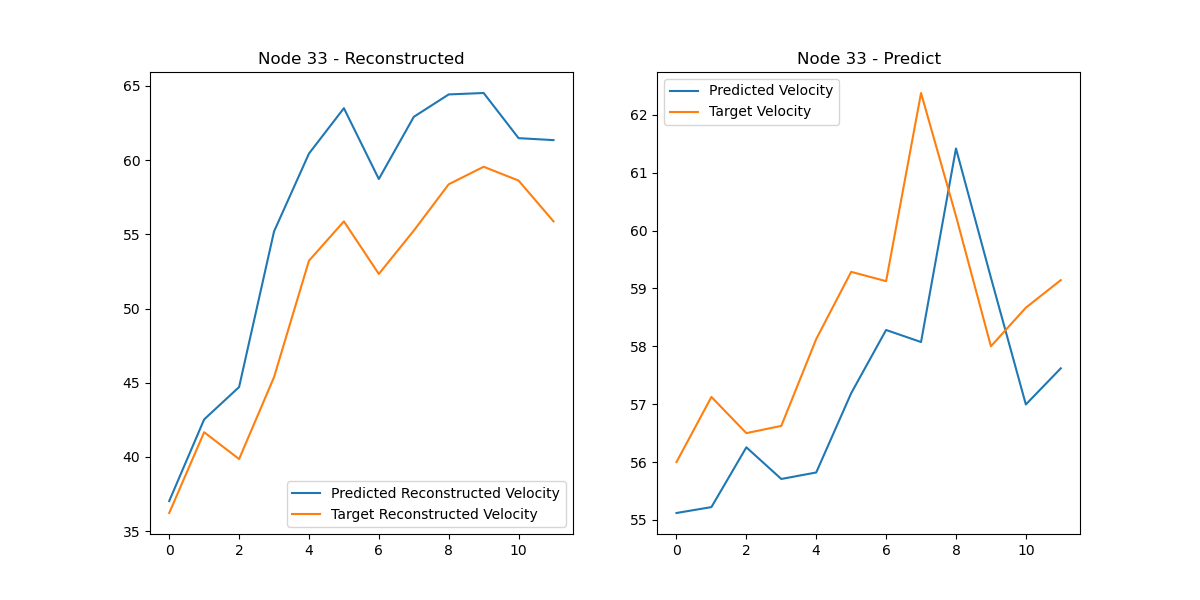 Node 33 - Reconstructed
65
60
55
50
45
40
35
0 2 4 6 8 10
Predicted Reconstructed Velocity
Target Reconstructed Velocity
Node 33 - Predict
Predicted Velocity
Target Velocity
62
61
60
59
58
57
56
55
0 2 4 6 8 10